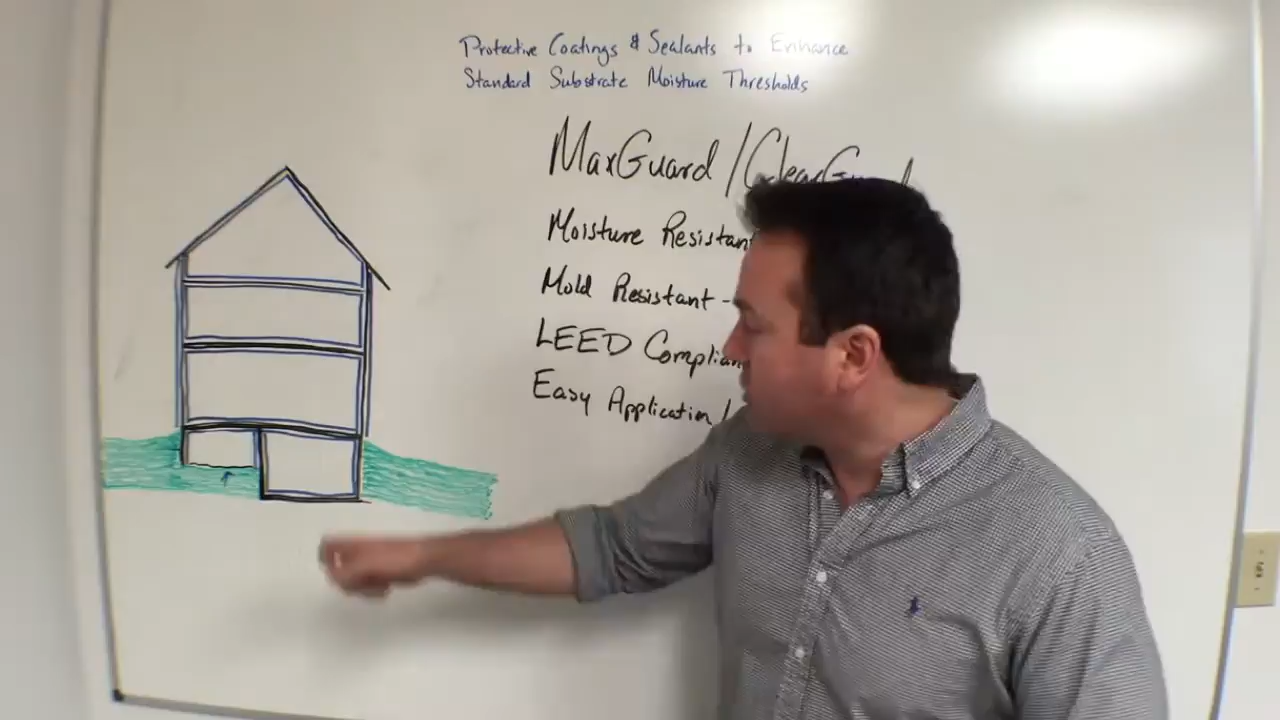 Protective Coatings & Sealants to Enhance
Standard Substrate Moisture Thresholds
MaxGuard /
Moisture Resistant
Mold Resistant -
LEED
Easy Application /